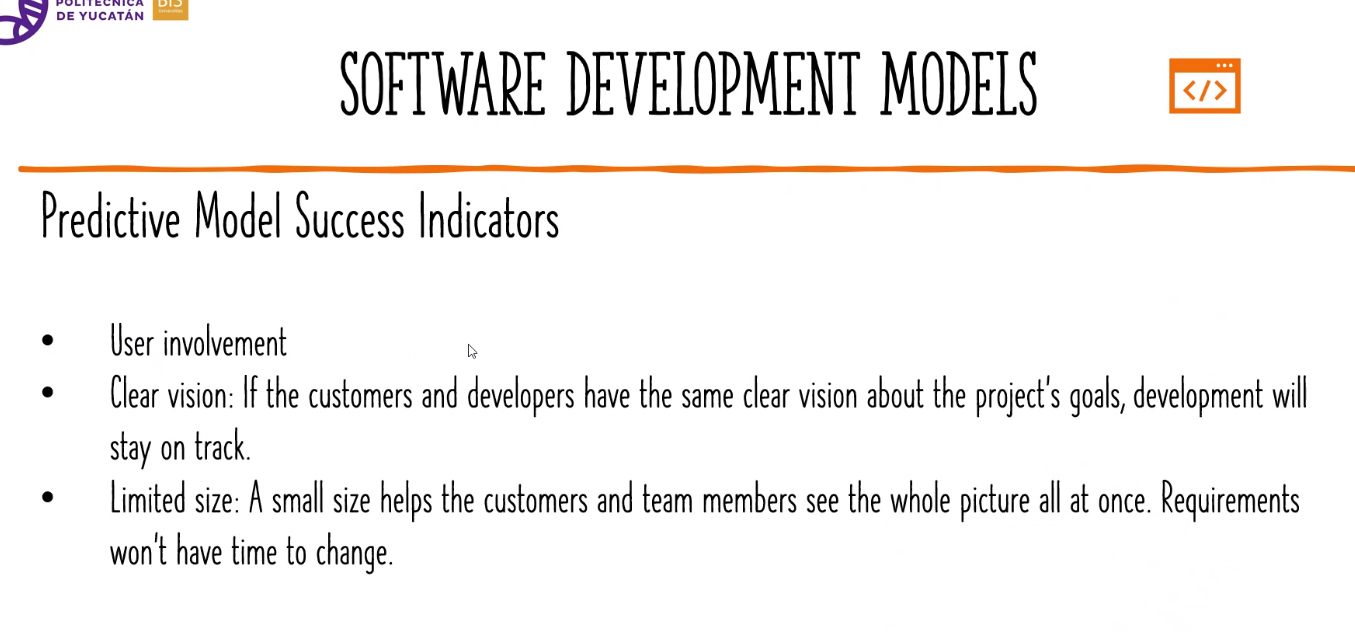 POLITÉCNICA
DE YUCATÁN
BIS
SOFTWARE DEVELOPMENT MODELS
</>
Predictive Model Success Indicators
• User involvement
• Clear vision: If the customers and developers have the same clear vision about the project's goals, development will
stay on track.
• Limited size: A small size helps the customers and team members see the whole picture all at once. Requirements
won't have time to change.